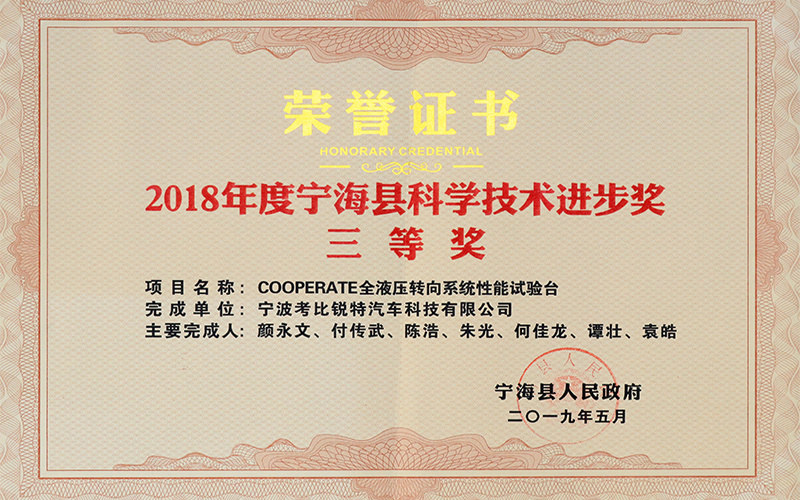 荣誉证书
HONORARY CREDENTIAL
2018年度宁海县科学技术进步奖
三等奖
项目名称：COOPERATE全液压转向系统性能试验台
完成单位：宁波考比锐特汽车科技有限公司
主要完成人：颜永文、付传武、陈浩、朱光、何佳龙、谭壮、袁皓
县人民
宁海县人民政府
二〇一九年五月